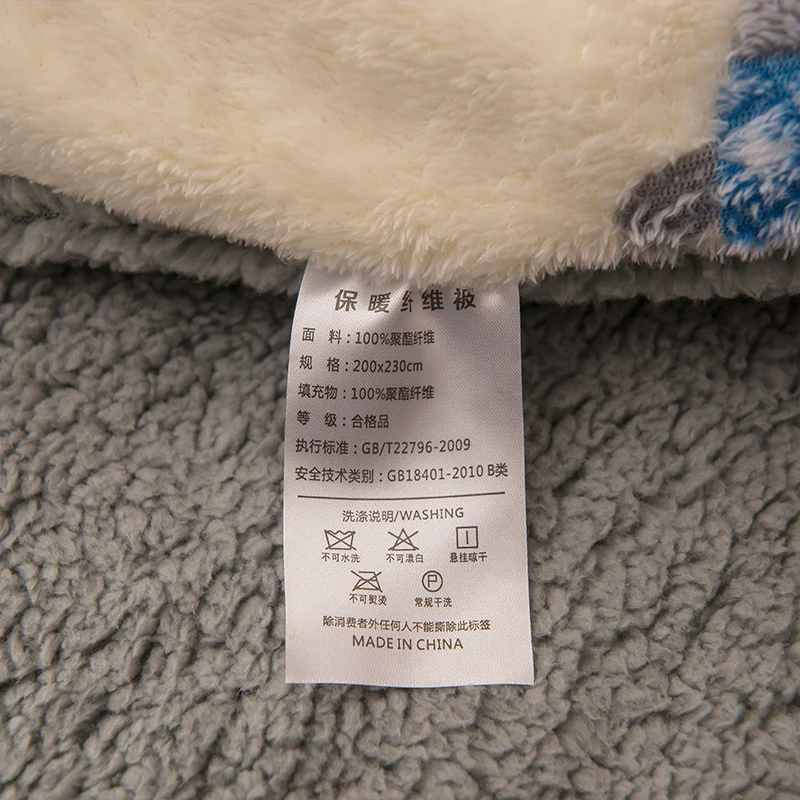 保暖纤维被
面 料：100%聚酯纤维
规 格：200x230cm
填充物：100%聚酯纤维
等 级：合格品
执行标准：GB/T22796-2009
安全技术类别：GB18401-2010 B类
洗涤说明/WASHING
不可水洗 不可漂白 悬挂晾干
不可熨烫 P 常规干洗
除消费者外任何人不能撕除此标签
MADE IN CHINA